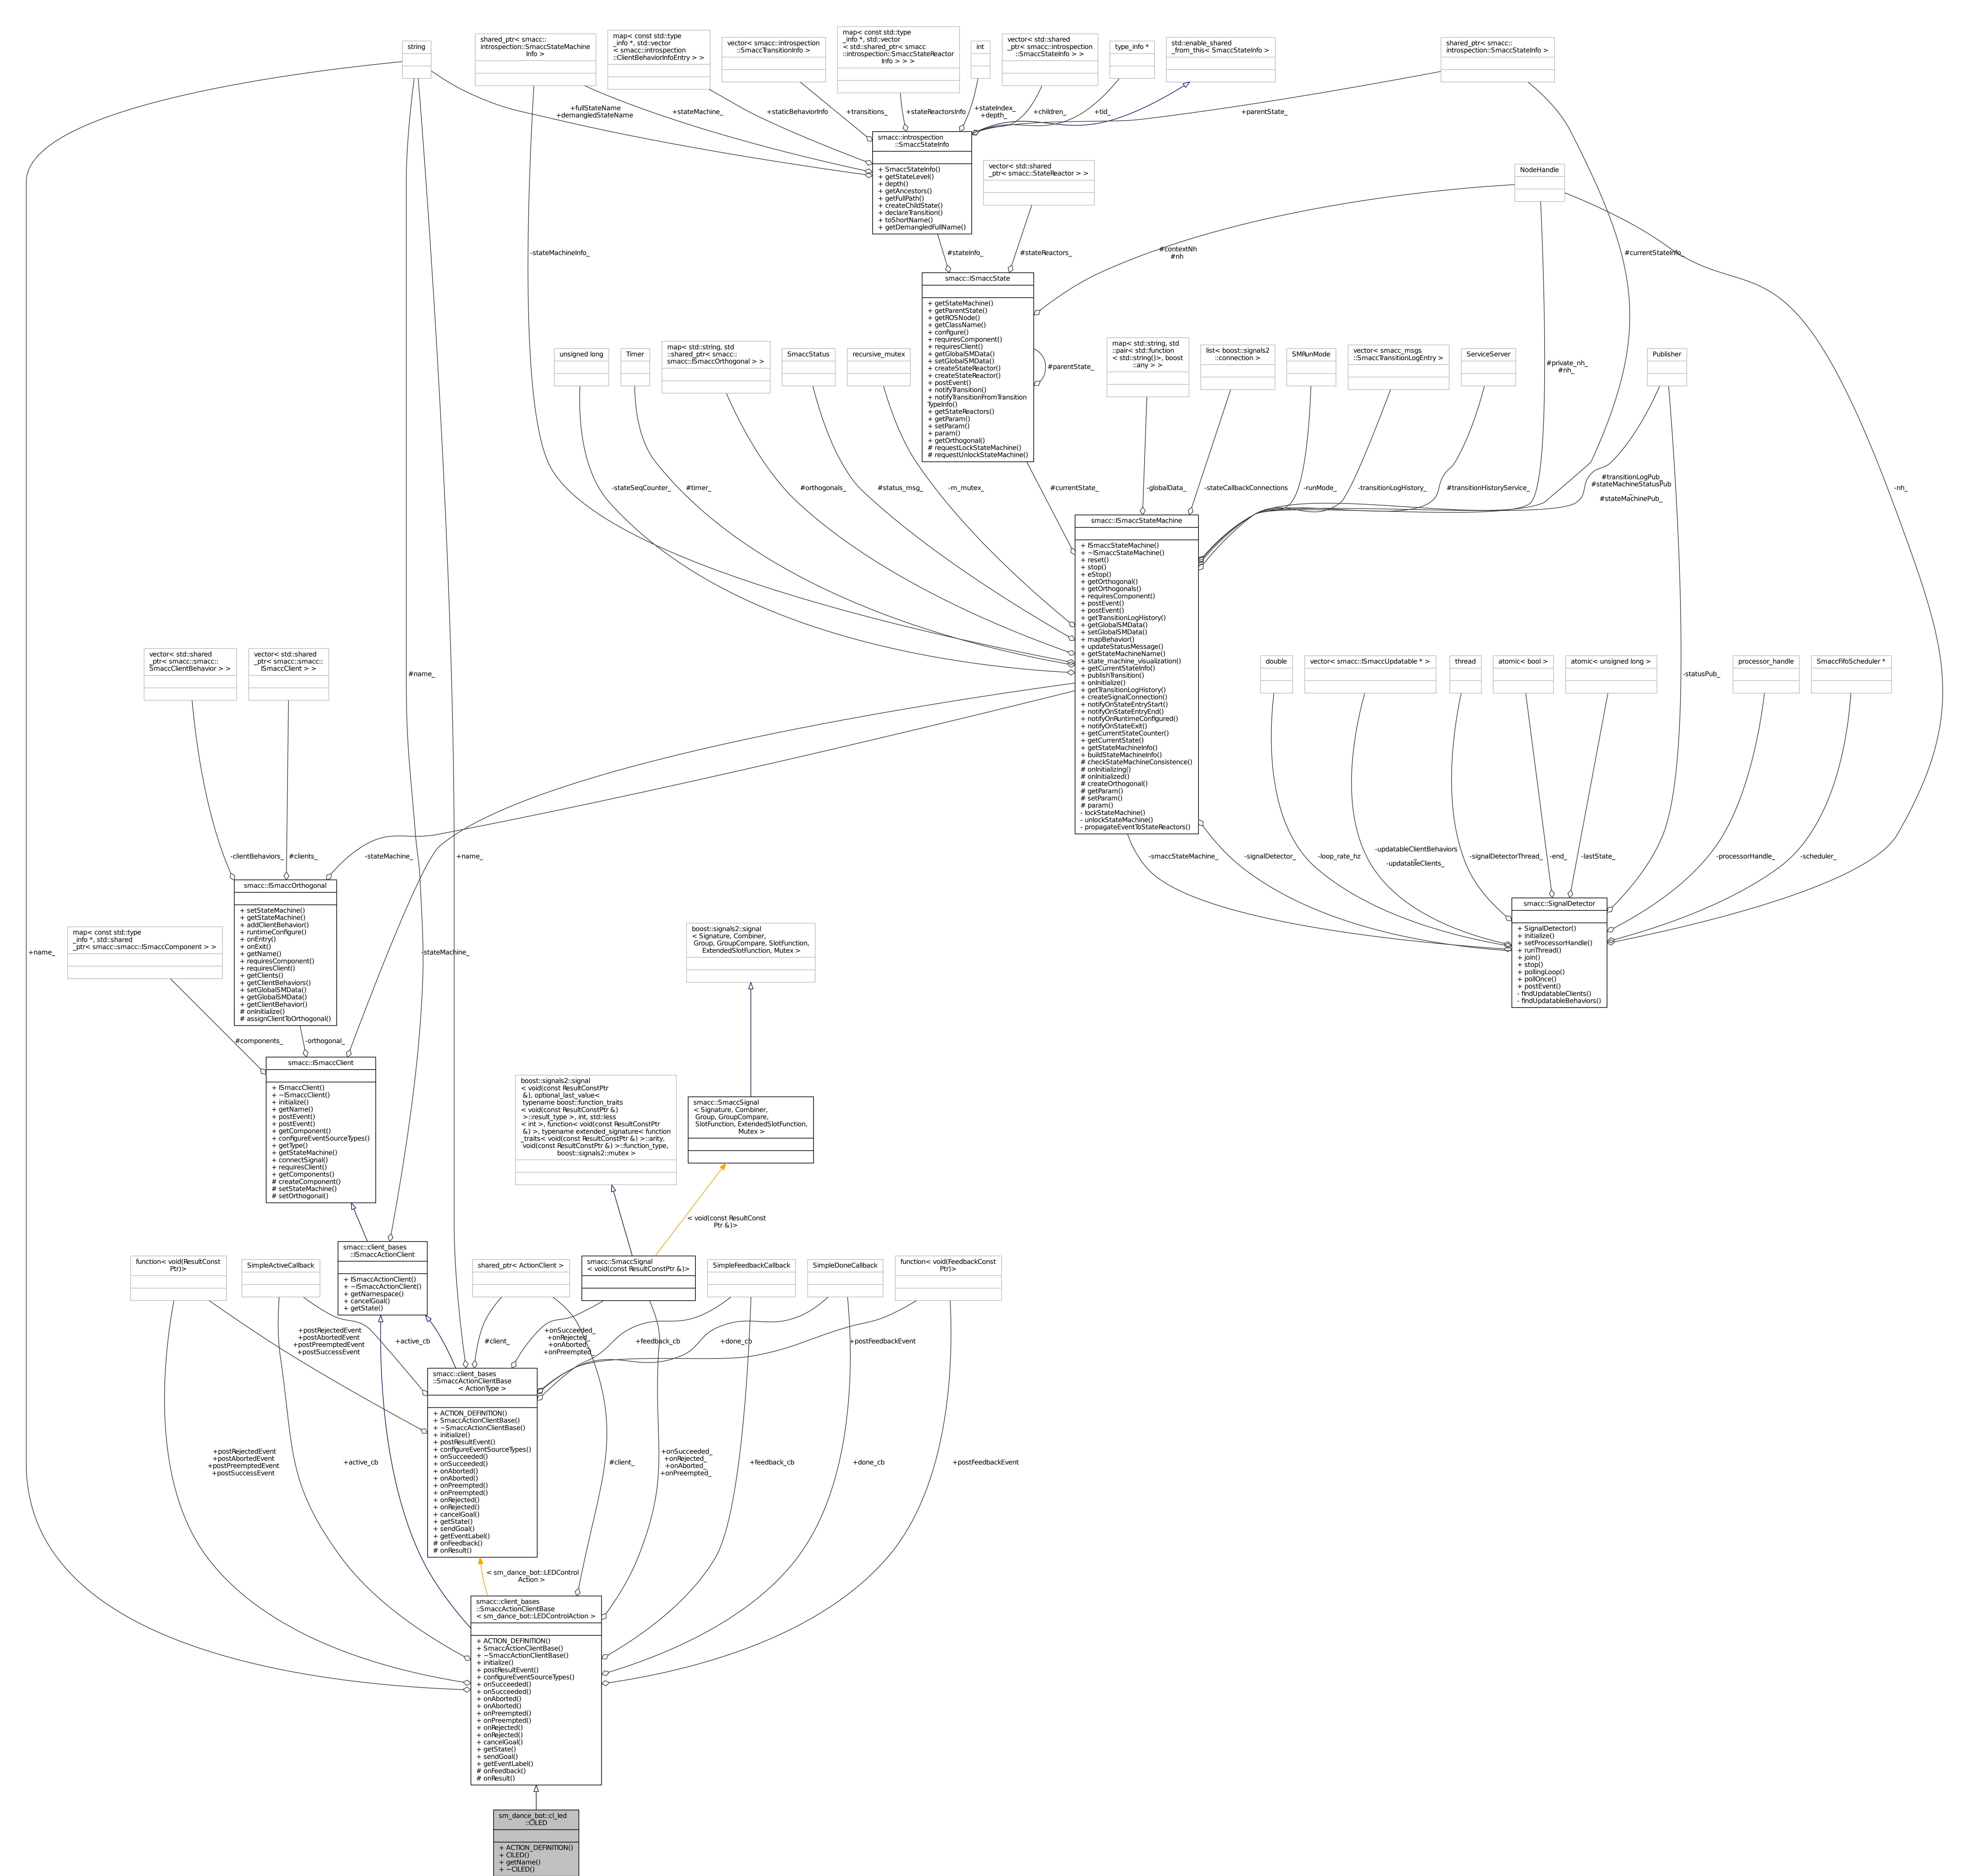 string
shared_ptr< smacc::
introspection::SmaccStateMachine
Info >
map< const std::type
_info *, std::vector
< smacc::introspection
::ClientBehaviorInfoEntry > >
vector< smacc::introspection
::SmaccTransitionInfo >
map< const std::type
_info *, std::vector
< std::shared_ptr< smacc
::introspection::SmaccStateReactor
Info > > >
int
vector< std::shared
_ptr< smacc::introspection
::SmaccStateInfo > >
type_info *
std::enable_shared
_from_this< SmaccStateInfo >
shared_ptr< smacc::
introspection::SmaccStateInfo >
+fullStateName
+demangledStateName
+stateMachine_
+staticBehaviorInfo
+transitions_
+stateReactorsInfo
+stateIndex_
+depth_
+children_
+tid_
+parentState_
smacc::introspection
::SmaccStateInfo
+ SmaccStateInfo()
+ getStateLevel()
+ depth()
+ getAncestors()
+ getFullPath()
+ createChildState()
+ declareTransition()
+ toShortName()
+ getDemangledFullName()
vector< std::shared
_ptr< smacc::StateReactor > >
NodeHandle
-stateMachineInfo_
#stateInfo_
#stateReactors_
#contextNh
#nh
#currentStateInfo_
smacc::ISmaccState
+ getStateMachine()
+ getParentState()
+ getROSNode()
+ getClassName()
+ configure()
+ requiresComponent()
+ requiresClient()
+ getGlobalSMData()
+ setGlobalSMData()
+ createStateReactor()
+ createStateReactor()
+ postEvent()
+ notifyTransition()
+ notifyTransitionFromTransition
TypeInfo()
+ getStateReactors()
+ getParam()
+ setParam()
+ param()
+ getOrthogonal()
# requestLockStateMachine()
# requestUnlockStateMachine()
#parentState_
unsigned long
Timer
map< std::string, std
::shared_ptr< smacc::
smacc::ISmaccOrthogonal > >
SmaccStatus
recursive_mutex
map< std::string, std
::pair< std::function
< std::string()>, boost
::any > >
list< boost::signals2
::connection >
SMRunMode
vector< smacc_msgs
::SmaccTransitionLogEntry >
ServiceServer
#private_nh_
#nh_
Publisher
-stateSeqCounter_
#timer_
#orthogonals_
#status_msg_
-m_mutex_
#currentState_
-globalData_
-stateCallbackConnections
-runMode_
-transitionLogHistory_
#transitionHistoryService_
#transitionLogPub_
#stateMachineStatusPub
_
#stateMachinePub_
-nh_
smacc::ISmaccStateMachine
+ ISmaccStateMachine()
+ ~ISmaccStateMachine()
+ reset()
+ stop()
+ eStop()
+ getOrthogonal()
+ getOrthogonals()
+ requiresComponent()
+ postEvent()
+ postEvent()
+ getTransitionLogHistory()
+ getGlobalSMData()
+ setGlobalSMData()
+ mapBehavior()
+ updateStatusMessage()
+ getStateMachineName()
+ state_machine_visualization()
+ getCurrentStateInfo()
+ publishTransition()
+ onInitialize()
+ getTransitionLogHistory()
+ createSignalConnection()
+ notifyOnStateEntryStart()
+ notifyOnStateEntryEnd()
+ notifyOnRuntimeConfigured()
+ notifyOnStateExit()
+ getCurrentStateCounter()
+ getCurrentState()
+ getStateMachineInfo()
+ buildStateMachineInfo()
# checkStateMachineConsistence()
# onInitializing()
# onInitialized()
# createOrthogonal()
# getParam()
# setParam()
# param()
- lockStateMachine()
- unlockStateMachine()
- propagateEventToStateReactors()
vector< std::shared
_ptr< smacc::smacc::
SmaccClientBehavior > >
vector< std::shared
_ptr< smacc::smacc::
ISmaccClient > >
#name_
double
vector< smacc::ISmaccUpdatable * >
thread
atomic< bool >
atomic< unsigned long >
-statusPub_
processor_handle
SmaccFifoScheduler *
-clientBehaviors_
#clients_
-stateMachine_
+name_
-smaccStateMachine_
-signalDetector_
-loop_rate_hz
-updatableClientBehaviors
_
-updatableClients_
-signalDetectorThread_
-end_
-lastState_
-processorHandle_
-scheduler_
smacc::ISmaccOrthogonal
+ setStateMachine()
+ getStateMachine()
+ addClientBehavior()
+ runtimeConfigure()
+ onEntry()
+ onExit()
+ getName()
+ requiresComponent()
+ requiresClient()
+ getClients()
+ getClientBehaviors()
+ setGlobalSMData()
+ getGlobalSMData()
+ getClientBehavior()
# onInitialize()
# assignClientToOrthogonal()
smacc::SignalDetector
+ SignalDetector()
+ initialize()
+ setProcessorHandle()
+ runThread()
+ join()
+ stop()
+ pollingLoop()
+ pollOnce()
+ postEvent()
- findUpdatableClients()
- findUpdatableBehaviors()
map< const std::type
_info *, std::shared
_ptr< smacc::smacc::ISmaccComponent > >
boost::signals2::signal
< Signature, Combiner,
Group, GroupCompare, SlotFunction,
ExtendedSlotFunction, Mutex >
+name_
-stateMachine_
#components_
-orthogonal_
smacc::ISmaccClient
+ ISmaccClient()
+ ~ISmaccClient()
+ initialize()
+ getName()
+ postEvent()
+ postEvent()
+ getComponent()
+ configureEventSourceTypes()
+ getType()
+ getStateMachine()
+ connectSignal()
+ requiresClient()
+ getComponents()
# createComponent()
# setStateMachine()
# setOrthogonal()
boost::signals2::signal
< void(const ResultConstPtr
&), optional_last_value<
typename boost::function_traits
< void(const ResultConstPtr &)
>::result_type >, int, std::less
< int >, function< void(const ResultConstPtr
&) >, typename extended_signature< function
_traits< void(const ResultConstPtr &) >::arity,
void(const ResultConstPtr &) >::function_type,
boost::signals2::mutex >
smacc::SmaccSignal
< Signature, Combiner,
Group, GroupCompare,
SlotFunction, ExtendedSlotFunction,
Mutex >
< void(const ResultConst
Ptr &)>
function< void(ResultConst
Ptr)>
SimpleActiveCallback
smacc::client_bases
::ISmaccActionClient
+ ISmaccActionClient()
+ ~ISmaccActionClient()
+ getNamespace()
+ cancelGoal()
+ getState()
shared_ptr< ActionClient >
smacc::SmaccSignal
< void(const ResultConstPtr &)>
SimpleFeedbackCallback
SimpleDoneCallback
function< void(FeedbackConst
Ptr)>
+postRejectedEvent
+postAbortedEvent
+postPreemptedEvent
+postSuccessEvent
+active_cb
#client_
+onSucceeded_
+onRejected_
+onAborted_
+onPreempted_
+feedback_cb
+done_cb
+postFeedbackEvent
smacc::client_bases
::SmaccActionClientBase
< ActionType >
+ ACTION_DEFINITION()
+ SmaccActionClientBase()
+ ~SmaccActionClientBase()
+ initialize()
+ postResultEvent()
+ configureEventSourceTypes()
+ onSucceeded()
+ onSucceeded()
+ onAborted()
+ onAborted()
+ onPreempted()
+ onPreempted()
+ onRejected()
+ onRejected()
+ cancelGoal()
+ getState()
+ sendGoal()
+ getEventLabel()
# onFeedback()
# onResult()
+postRejectedEvent
+postAbortedEvent
+postPreemptedEvent
+postSuccessEvent
+active_cb
#client_
+onSucceeded_
+onRejected_
+onAborted_
+onPreempted_
+feedback_cb
+done_cb
+postFeedbackEvent
< sm_dance_bot::LEDControl
Action >
smacc::client_bases
::SmaccActionClientBase
< sm_dance_bot::LEDControlAction >
+ ACTION_DEFINITION()
+ SmaccActionClientBase()
+ ~SmaccActionClientBase()
+ initialize()
+ postResultEvent()
+ configureEventSourceTypes()
+ onSucceeded()
+ onSucceeded()
+ onAborted()
+ onAborted()
+ onPreempted()
+ onPreempted()
+ onRejected()
+ onRejected()
+ cancelGoal()
+ getState()
+ sendGoal()
+ getEventLabel()
# onFeedback()
# onResult()
sm_dance_bot::cl_led
::ClLED
+ ACTION_DEFINITION()
+ ClLED()
+ getName()
+ ~ClLED()